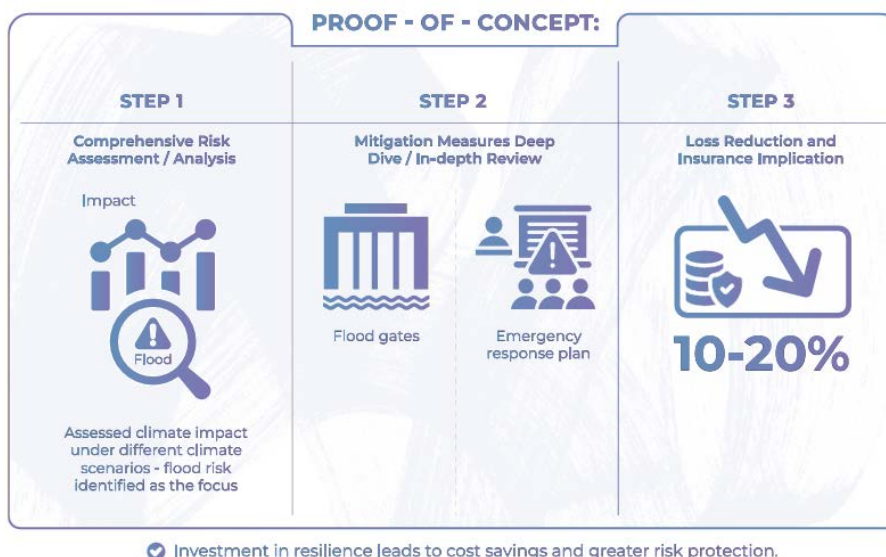 PROOF - OF - CONCEPT:
STEP 1
Comprehensive Risk
Assessment / Analysis
Impact
Flood
Assessed climate impact
under different climate
scenarios - flood risk
identified as the focus
STEP 2
Mitigation Measures Deep
Dive / In-depth Review
Flood gates
Emergency
response plan
STEP 3
Loss Reduction and
Insurance Implication
10-20%
Investment in resilience leads to cost savings and greater risk protection.